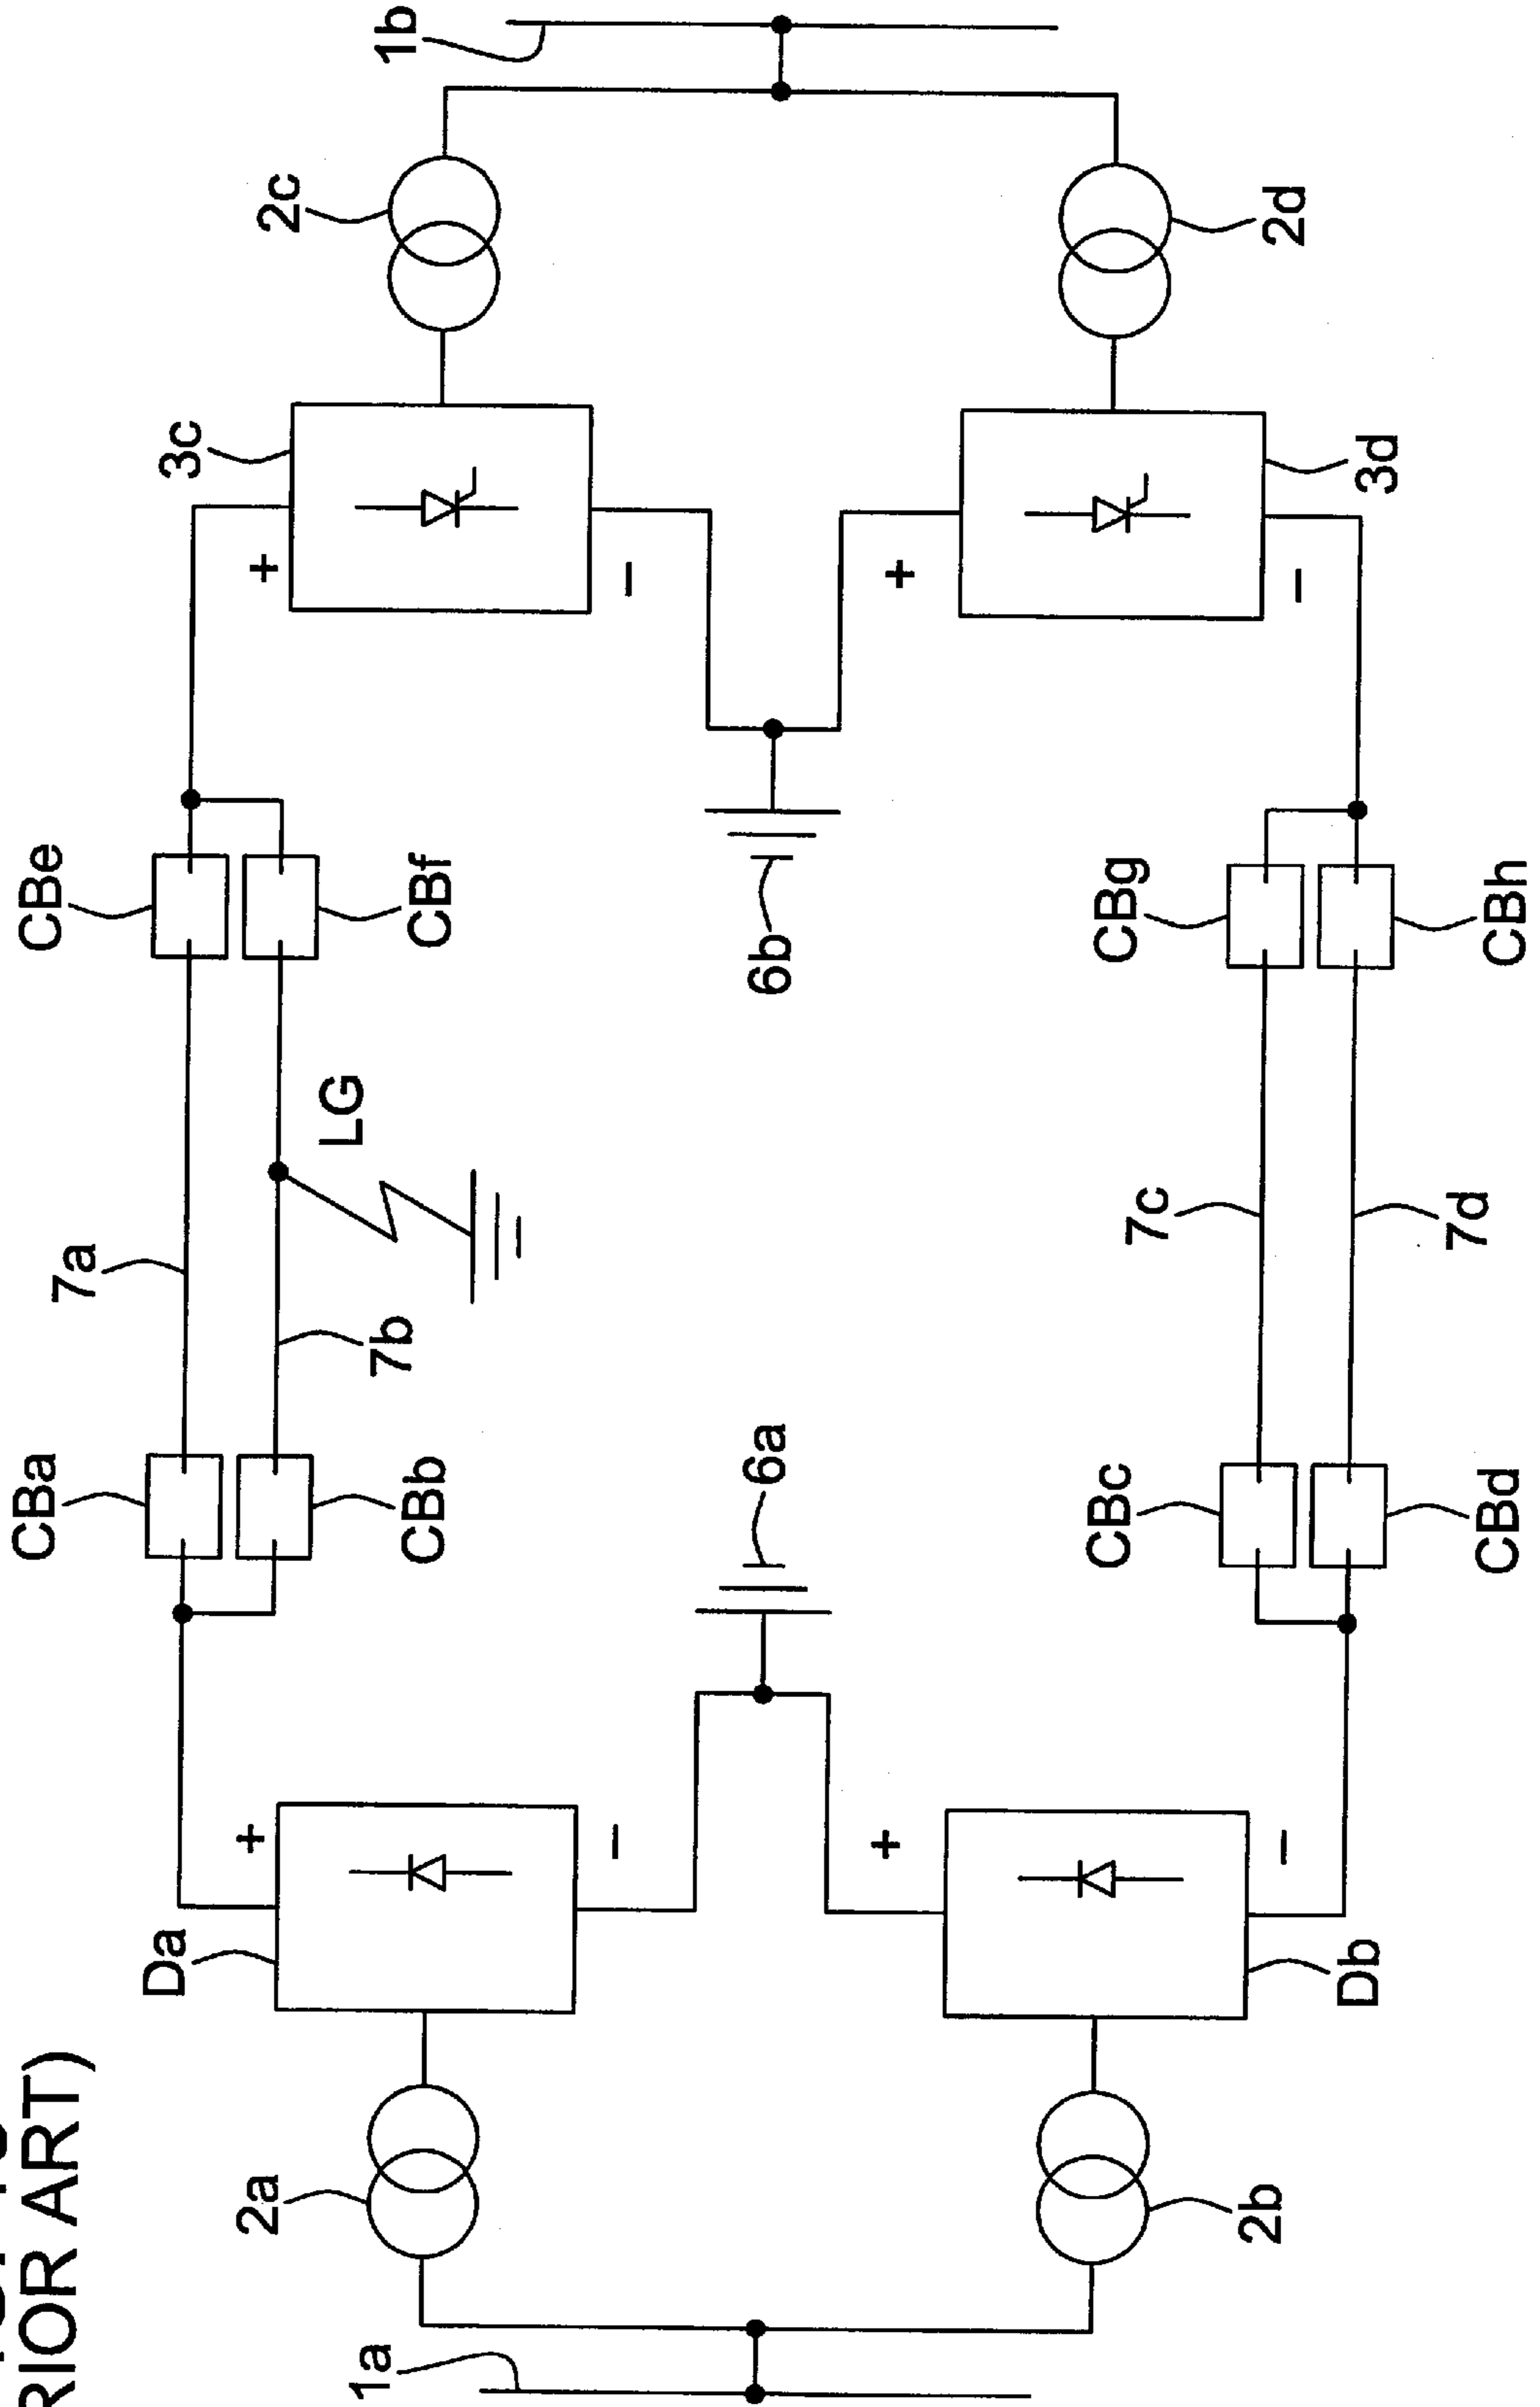 PRIOR ART)
1a
2a
2b
Da
+
−
+
−
Db
CBa
CBb
6a
CBc
CBd
7a
7b
LG
7c
7d
CBe
CBf
6b
CBg
CBh
3c
+
−
+
−
3d
2c
2d
1b